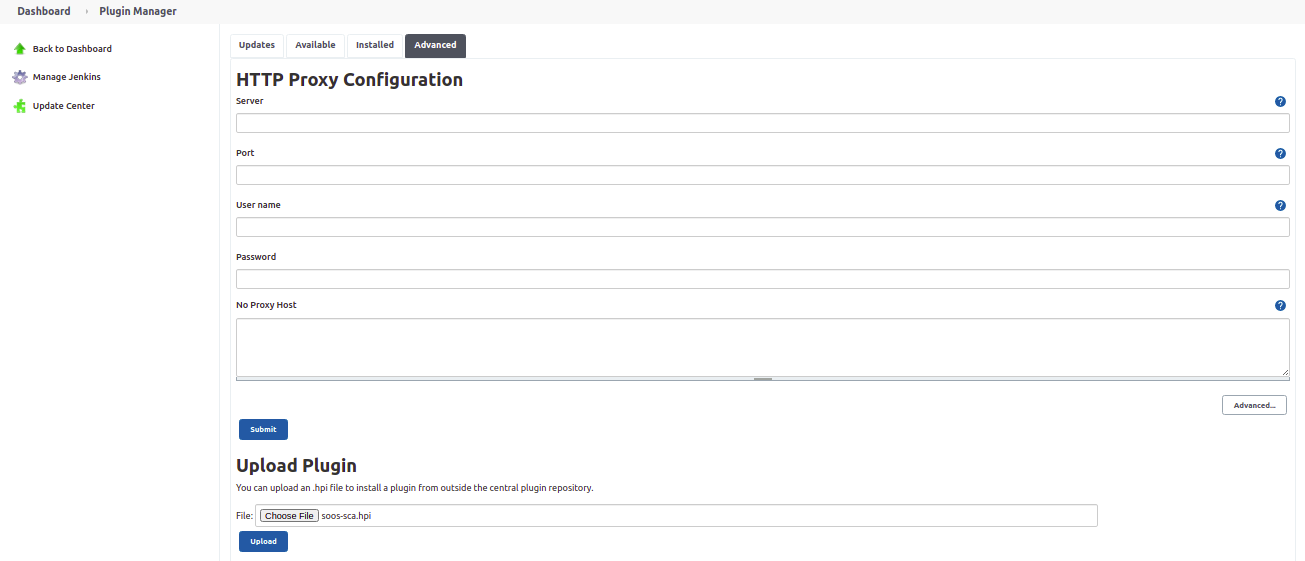 Dashboard › Plugin Manager
Back to Dashboard
Manage Jenkins
Update Center
Updates Available Installed Advanced
HTTP Proxy Configuration
Server ?
Port ?
User name ?
Password
No Proxy Host ?
Advanced...
Submit
Upload Plugin
You can upload an .hpi file to install a plugin from outside the central plugin repository.
File: Choose File soos-sca.hpi
Upload